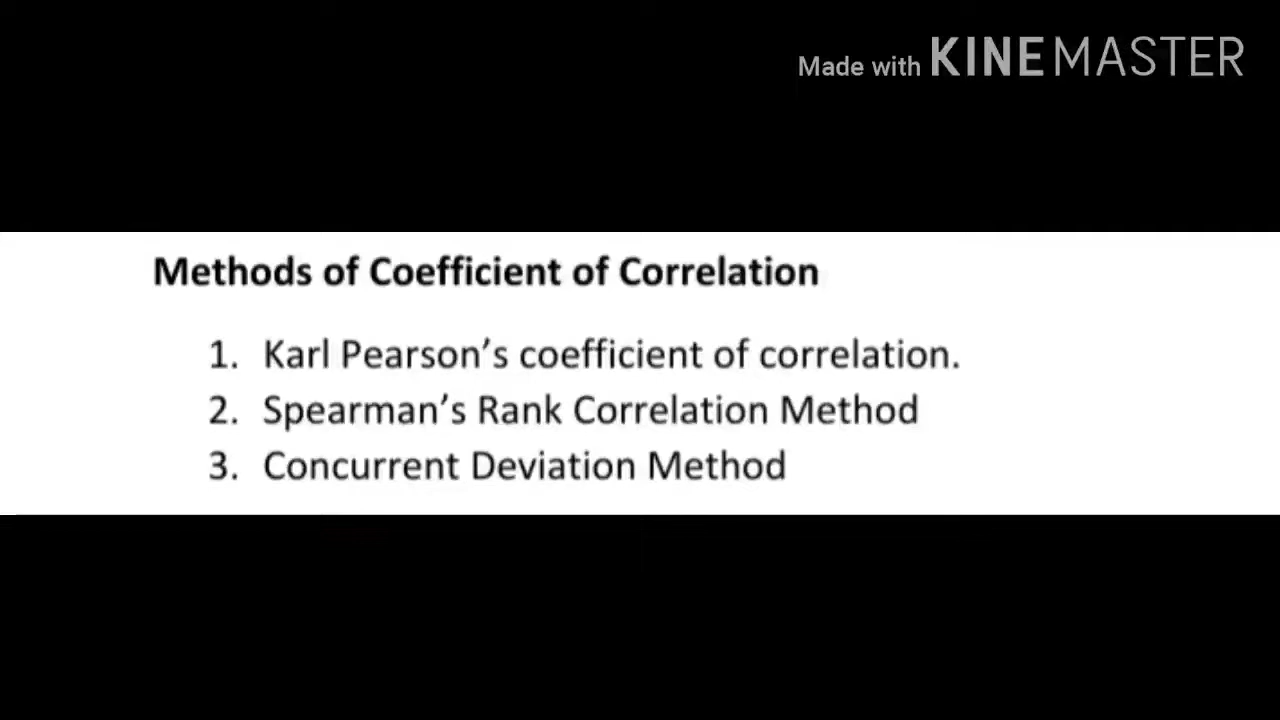 Made with KINEMASTER
Methods of Coefficient of Correlation
1. Karl Pearson’s coefficient of correlation.
2. Spearman’s Rank Correlation Method
3. Concurrent Deviation Method